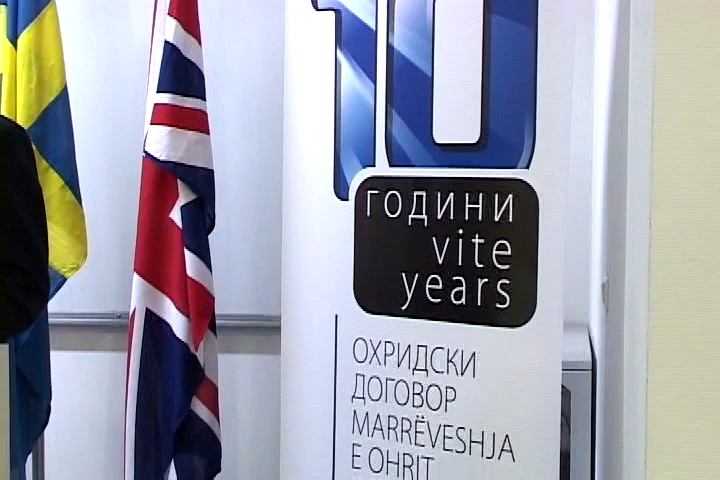 10
ГОДИНИ
vite
years
ОХРИДСКИ
ДОГОВОР
MARRËVESHJA
E OHRIT